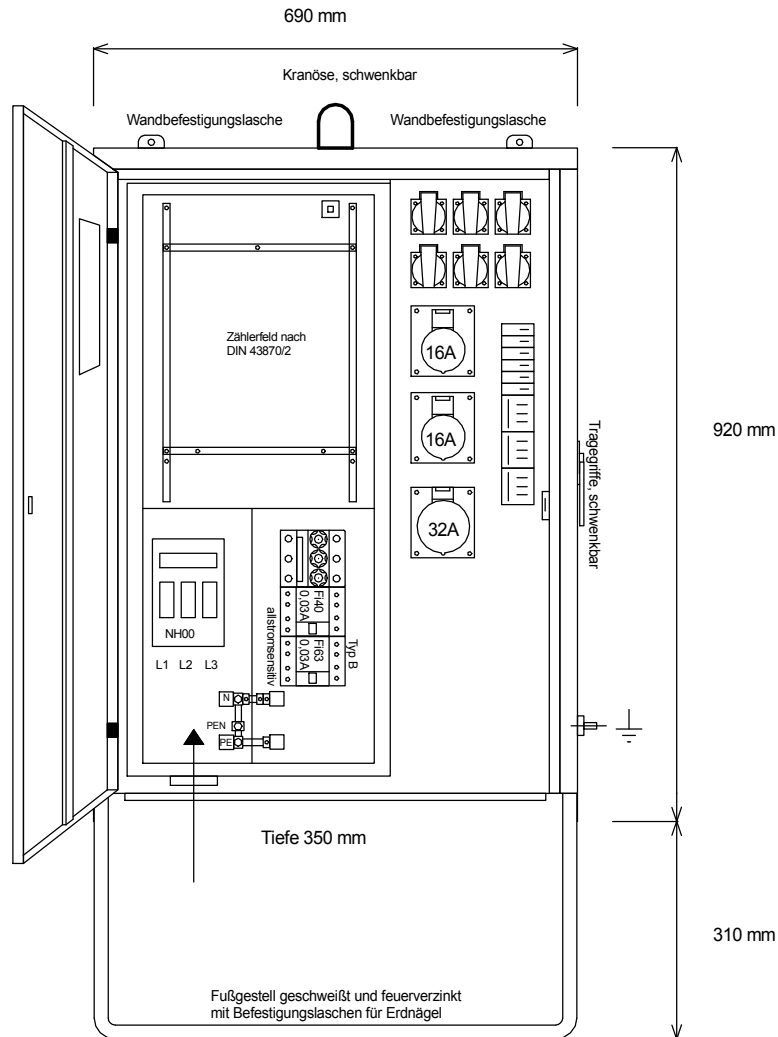 690 mm
Kranöse, schwenkbar
Wandbefestigungslasche
Wandbefestigungslasche
Zählerfeld nach
DIN 43870/2
16A
16A
32A
920 mm
Tragegriffe, schwenkbar
NH00
L1 L2 L3
allstromsensitiv
Fi40
0,03A
Fi63
0,03A
Typ B
N
PEN
PE
Tiefe 350 mm
310 mm
Fußgestell geschweißt und feuerverzinkt
mit Befestigungslaschen für Erdnägel